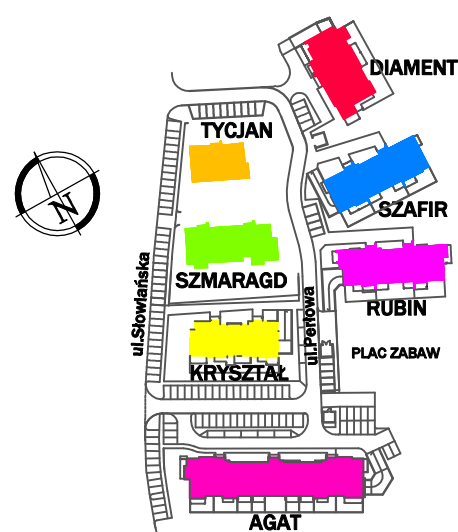 DIAMENT
TYCJAN
SZAFIR
N
SZMARAGD
ul.Słowiańska
ul.Perłowa
RUBIN
PLAC ZABAW
KRYSZTAŁ
AGAT